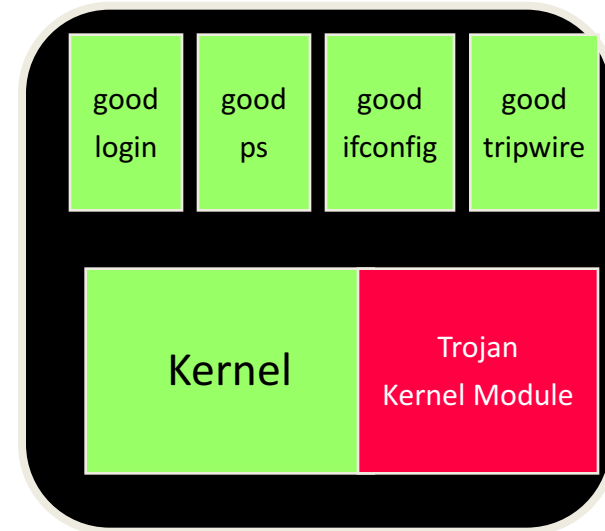 good
login
good
ps
good
ifconfig
good
tripwire
Kernel
Trojan
Kernel Module